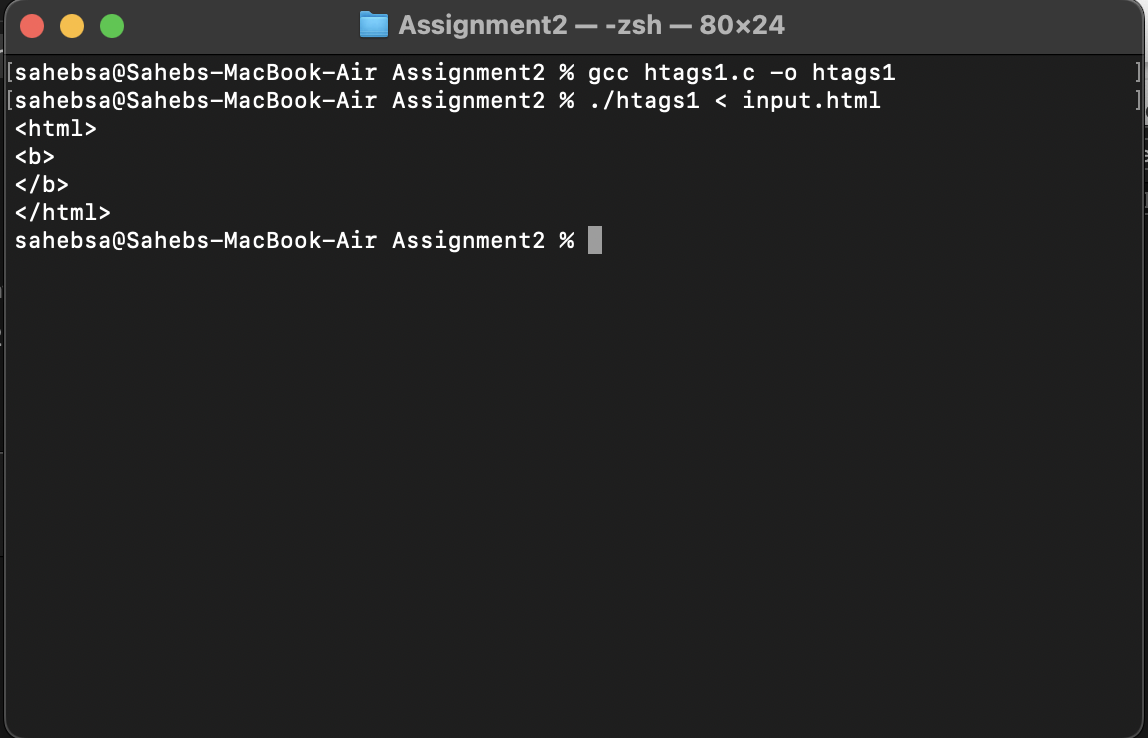 Assignment2 — -zsh — 80×24
[sahebsa@Sahebs-MacBook-Air Assignment2 % gcc htags1.c -o htags1 ]
[sahebsa@Sahebs-MacBook-Air Assignment2 % ./htags1 < input.html ]
<html>
<b>
</b>
</html>
sahebsa@Sahebs-MacBook-Air Assignment2 %